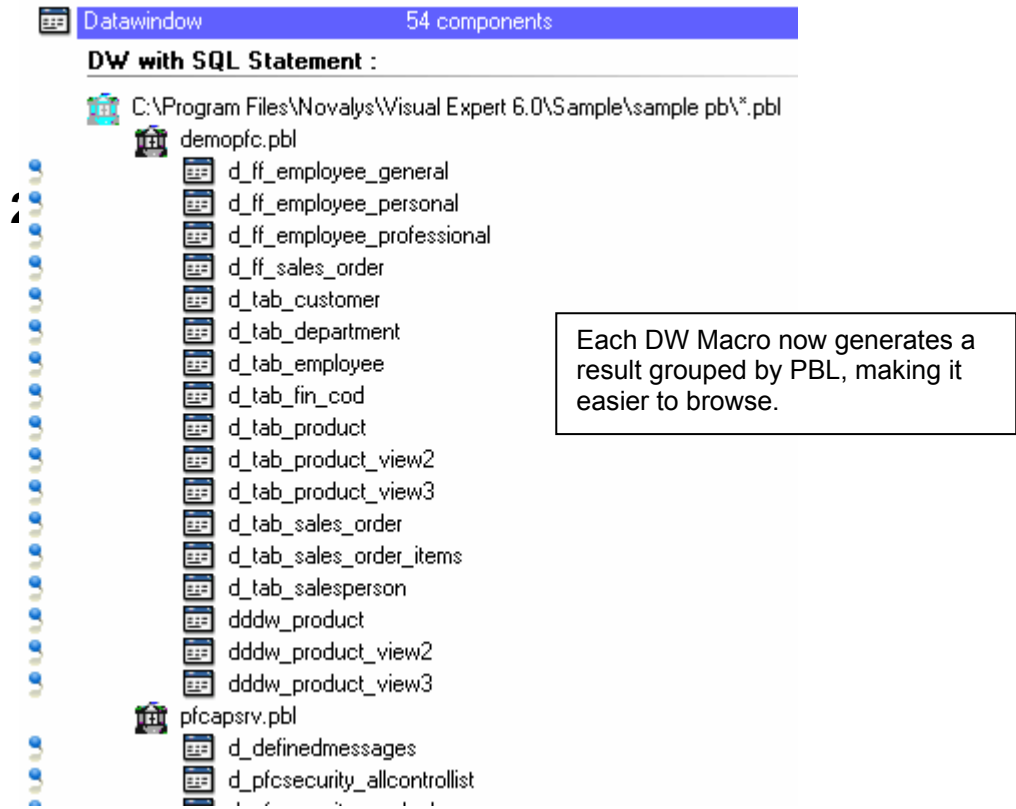 Datawindow 54 components
DW with SQL Statement :
C:\Program Files\Novalys\Visual Expert 6.0\Sample\sample pb\*.pbl
demopfc.pbl
d_ff_employee_general
d_ff_employee_personal
d_ff_employee_professional
d_ff_sales_order
d_tab_customer
d_tab_department
d_tab_employee
d_tab_fin_cod
d_tab_product
d_tab_product_view2
d_tab_product_view3
d_tab_sales_order
d_tab_sales_order_items
d_tab_salesperson
dddw_product
dddw_product_view2
dddw_product_view3
pfcapsrv.pbl
d_definedmessages
d_pfcsecurity_allcontrollist
Each DW Macro now generates a
result grouped by PBL, making it
easier to browse.